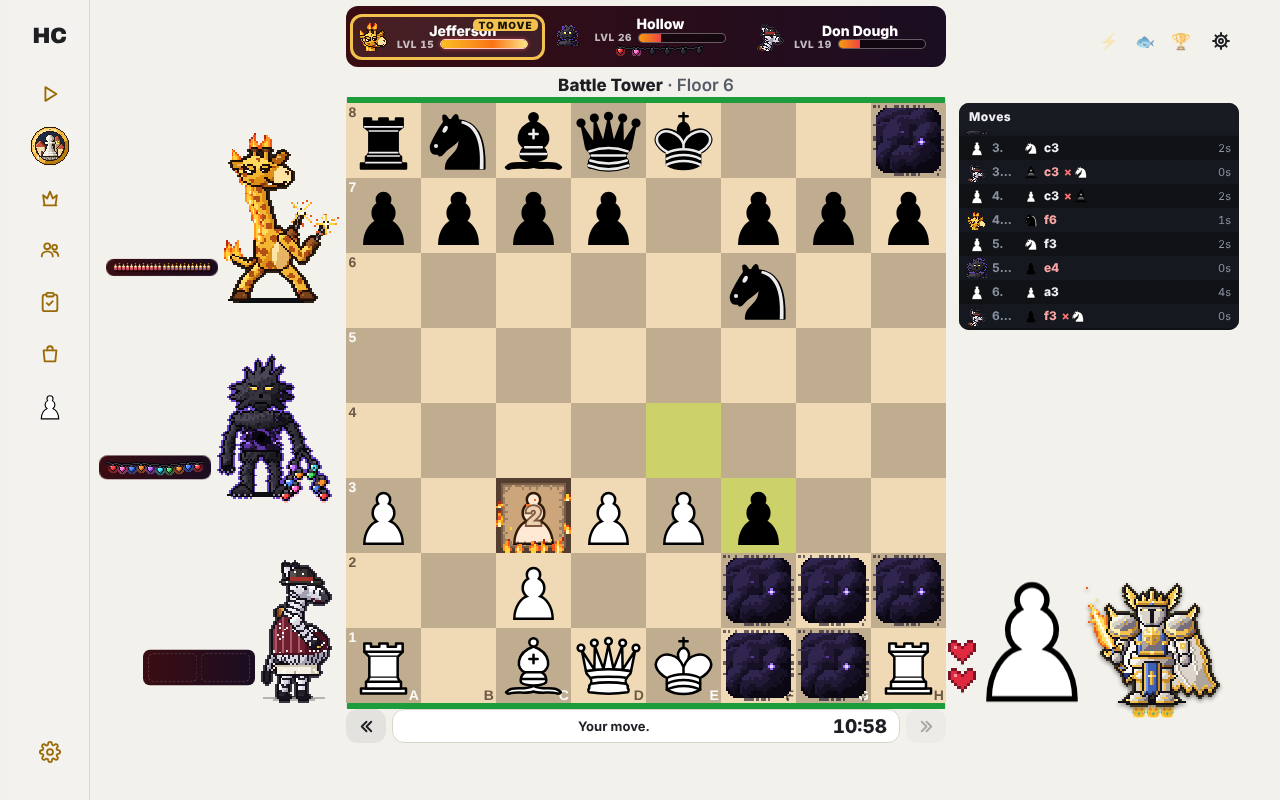 HC
Jefferson
TO MOVE
LVL 15
Hollow
LVL 26
Don Dough
LVL 19
Battle Tower · Floor 6
8
7
6
5
4
3
2
1
A
B
C
D
E
F
H
2
Moves
3. c3 2s
3... c3 × 0s
4. c3 × 2s
4... f6 1s
5. f3 2s
5... e4 0s
6. a3 4s
6... f3 × 0s
«
Your move.
10:58
»